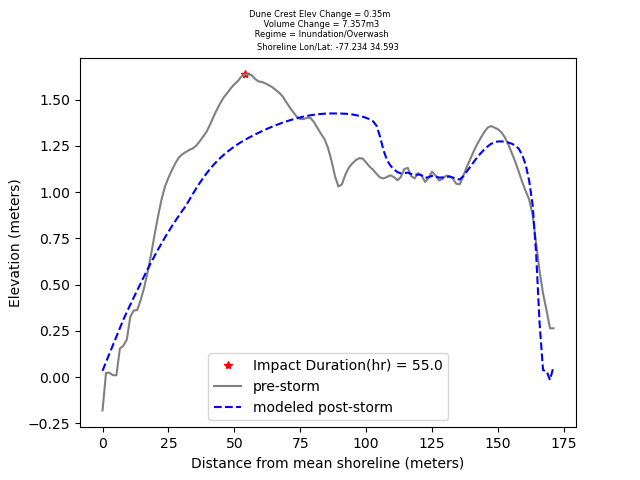 Dune Crest Elev Change = 0.35m
Volume Change = 7.357m3
Regime = Inundation/Overwash
Shoreline Lon/Lat: -77.234 34.593
1.50
1.25
1.00
0.75
0.50
0.25
0.00
−0.25
Elevation (meters)
Impact Duration(hr) = 55.0
pre-storm
modeled post-storm
0 25 50 75 100 125 150 175
Distance from mean shoreline (meters)